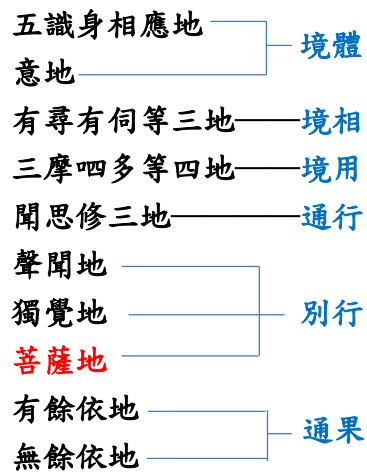 五識身相應地
境體
意地
有尋有伺等三地
境相
三摩呬多等四地
境用
聞思修三地
通行
聲聞地
獨覺地
別行
菩薩地
有餘依地
通果
無餘依地